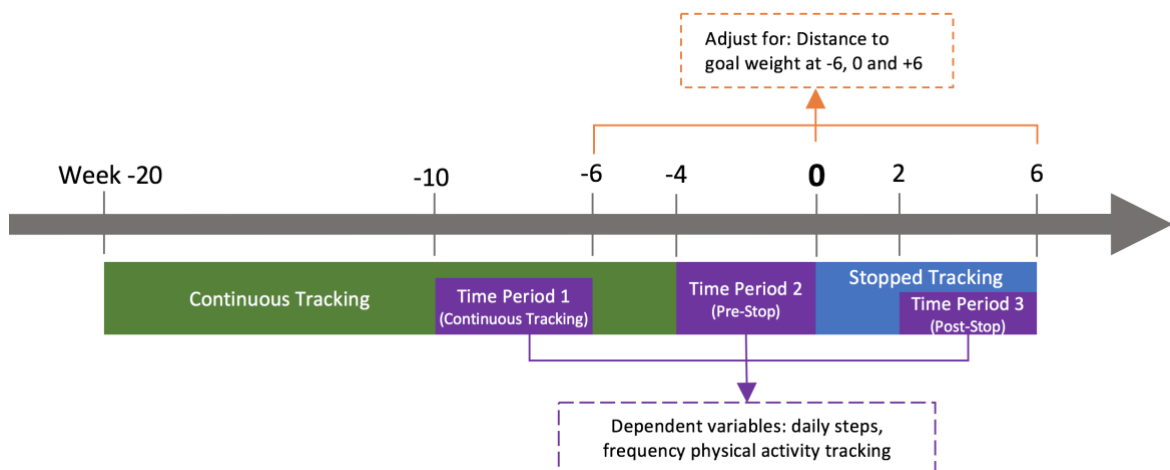 Adjust for: Distance to
goal weight at -6, 0 and +6
Week -20
-10
-6
-4
0
2
6
Continuous Tracking
Time Period 1
(Continuous Tracking)
Time Period 2
(Pre-Stop)
Stopped Tracking
Time Period 3
(Post-Stop)
Dependent variables: daily steps,
frequency physical activity tracking